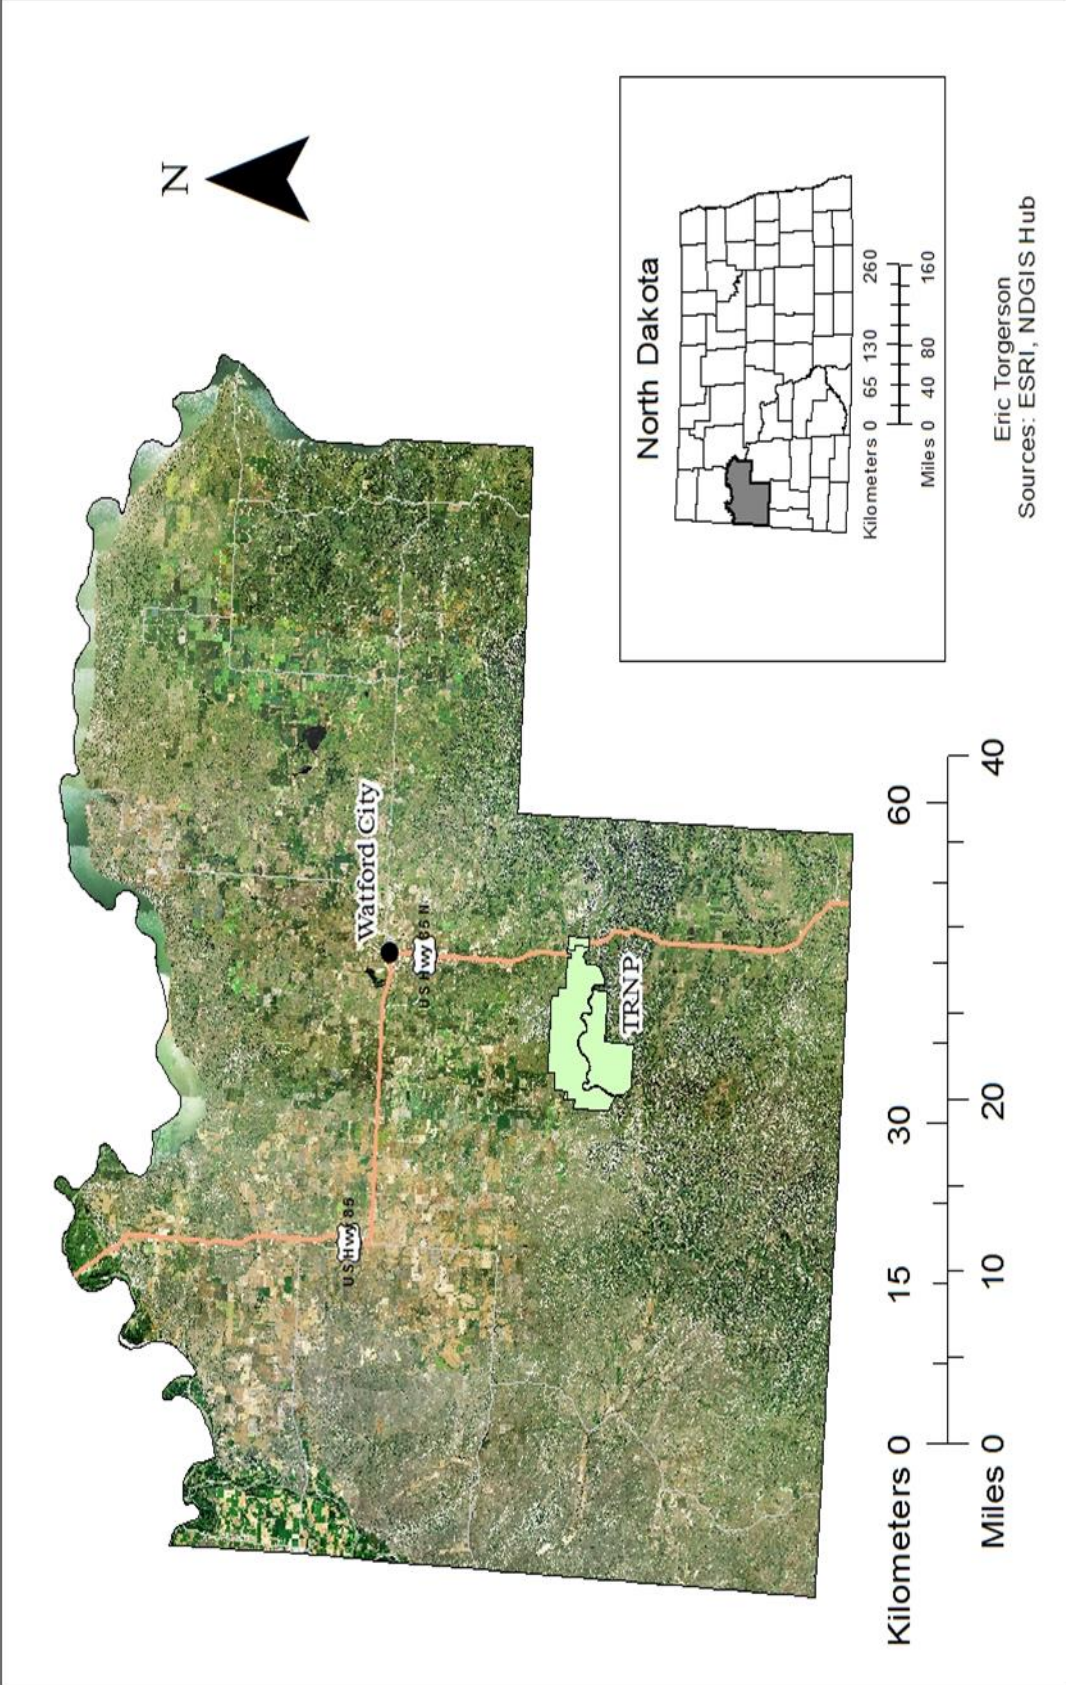 N
Watford City
US Hwy 85 N
US Hwy 85
TRNP
Kilometers 0 15 30 60
Miles 0 10 20 40
North Dakota
Kilometers 0 65 130 260
Miles 0 40 80 160
Eric Torgerson
Sources: ESRI, NDGIS Hub